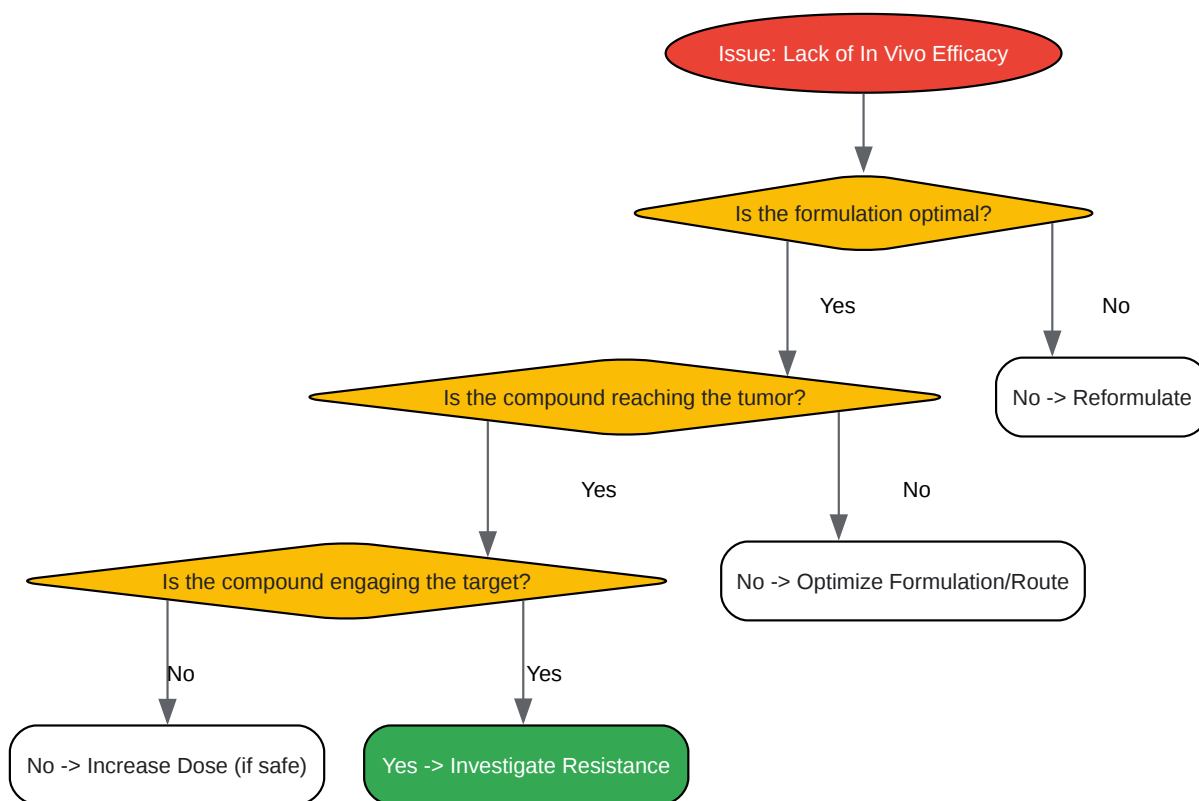 Issue: Lack of In Vivo Efficacy
Is the formulation optimal?
Yes
No
No -> Reformulate
Is the compound reaching the tumor?
Yes
No
No -> Optimize Formulation/Route
Is the compound engaging the target?
No
Yes
No -> Increase Dose (if safe)
Yes -> Investigate Resistance